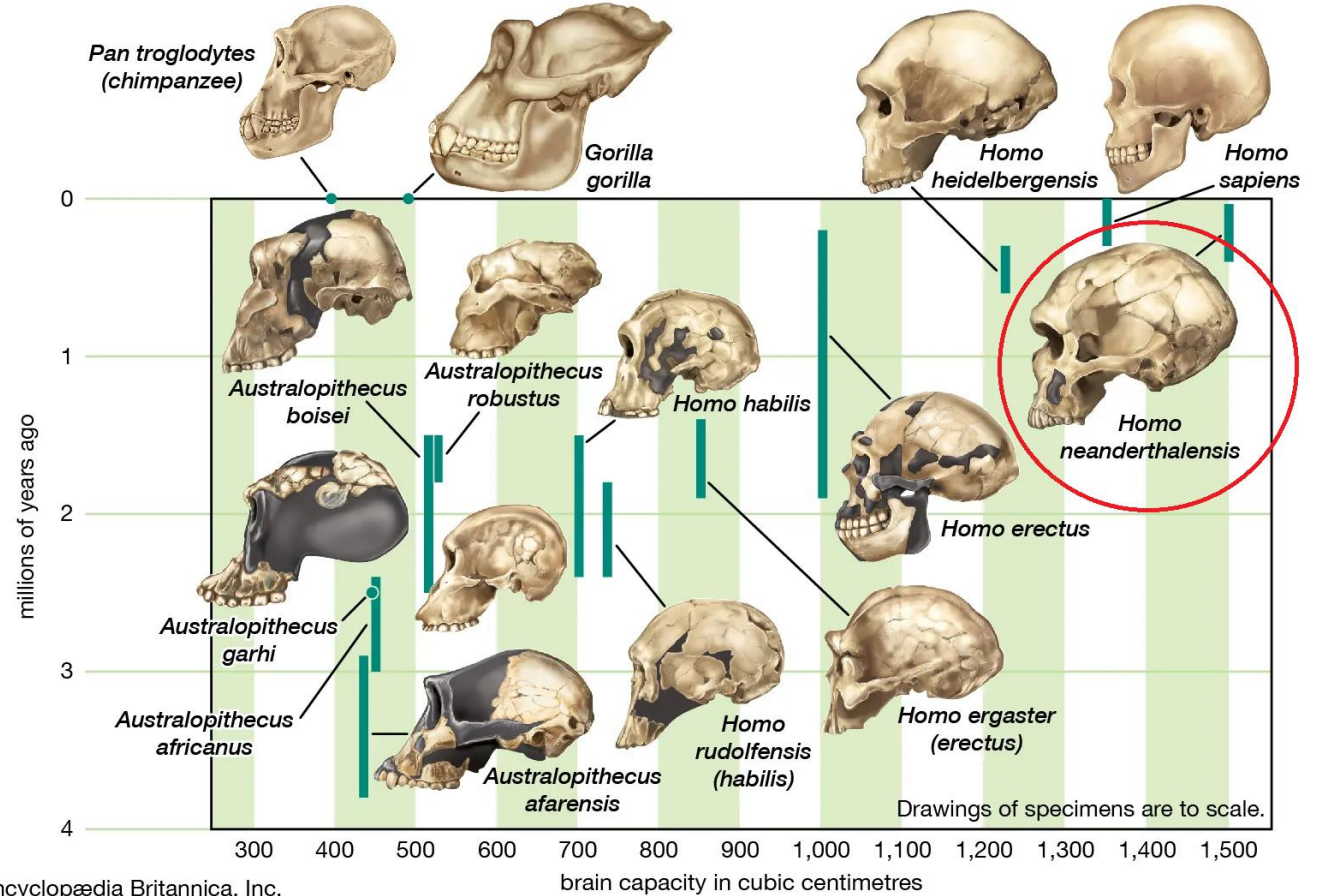 Pan troglodytes
(chimpanzee)
Gorilla
gorilla
Homo
heidelbergensis
Homo
sapiens
0
Australopithecus
boisei
Australopithecus
robustus
Homo habilis
Homo
neanderthalensis
1
Homo erectus
2
millions of years ago
Australopithecus
garhi
3
Australopithecus
africanus
Australopithecus
afarensis
Homo
rudolfensis
(habilis)
Homo ergaster
(erectus)
Drawings of specimens are to scale.
4
300 400 500 600 700 800 900 1,000 1,100 1,200 1,300 1,400 1,500
brain capacity in cubic centimetres
ncyclopædia Britannica, Inc.